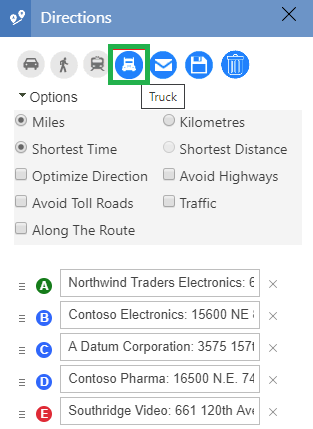 Directions
Truck
Options
Miles Kilometres
Shortest Time Shortest Distance
Optimize Direction Avoid Highways
Avoid Toll Roads Traffic
Along The Route
A Northwind Traders Electronics: 6
B Contoso Electronics: 15600 NE
C A Datum Corporation: 3575 157
D Contoso Pharma: 16500 N.E. 74
E Southridge Video: 661 120th Ave